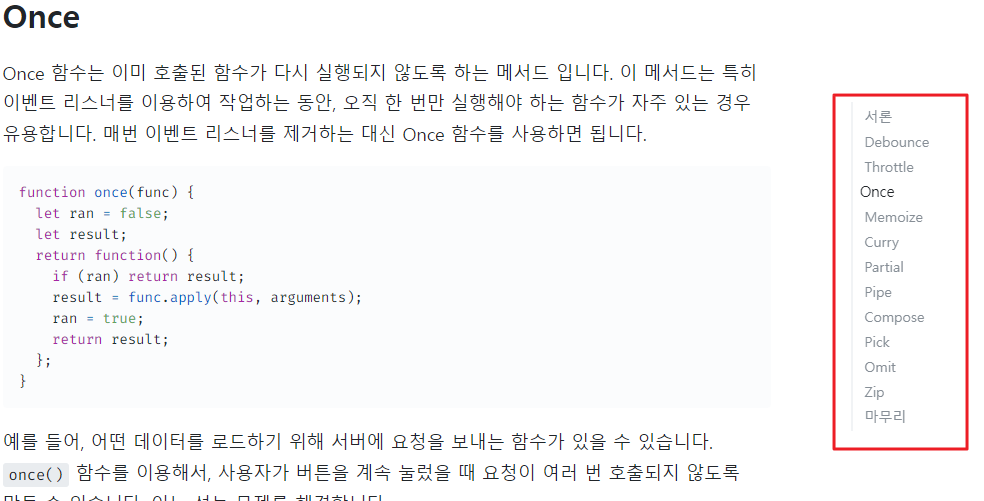 Once
Once 함수는 이미 호출된 함수가 다시 실행되지 않도록 하는 메서드 입니다. 이 메서드는 특히
이벤트 리스너를 이용하여 작업하는 동안, 오직 한 번만 실행해야 하는 함수가 자주 있는 경우
유용합니다. 매번 이벤트 리스너를 제거하는 대신 Once 함수를 사용하면 됩니다.
function once(func) {
  let ran = false;
  let result;
  return function() {
    if (ran) return result;
    result = func.apply(this, arguments);
    ran = true;
    return result;
  };
}
예를 들어, 어떤 데이터를 로드하기 위해 서버에 요청을 보내는 함수가 있을 수 있습니다.
once() 함수를 이용해서, 사용자가 버튼을 계속 눌렀을 때 요청이 여러 번 호출되지 않도록
서론
Debounce
Throttle
Once
Memoize
Curry
Partial
Pipe
Compose
Pick
Omit
Zip
마무리